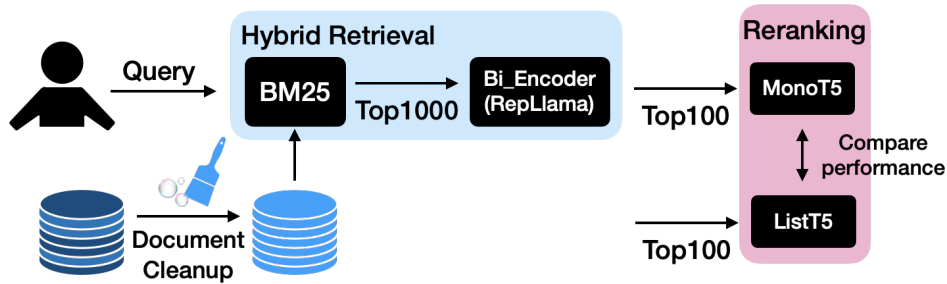 Hybrid Retrieval
Reranking
Query
BM25
Top1000
Bi_Encoder
(RepLlama)
Top100
MonoT5
Compare
performance
Document
Cleanup
Top100
ListT5